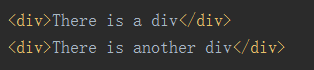 <div>There is a div</div>
<div>There is another div</div>